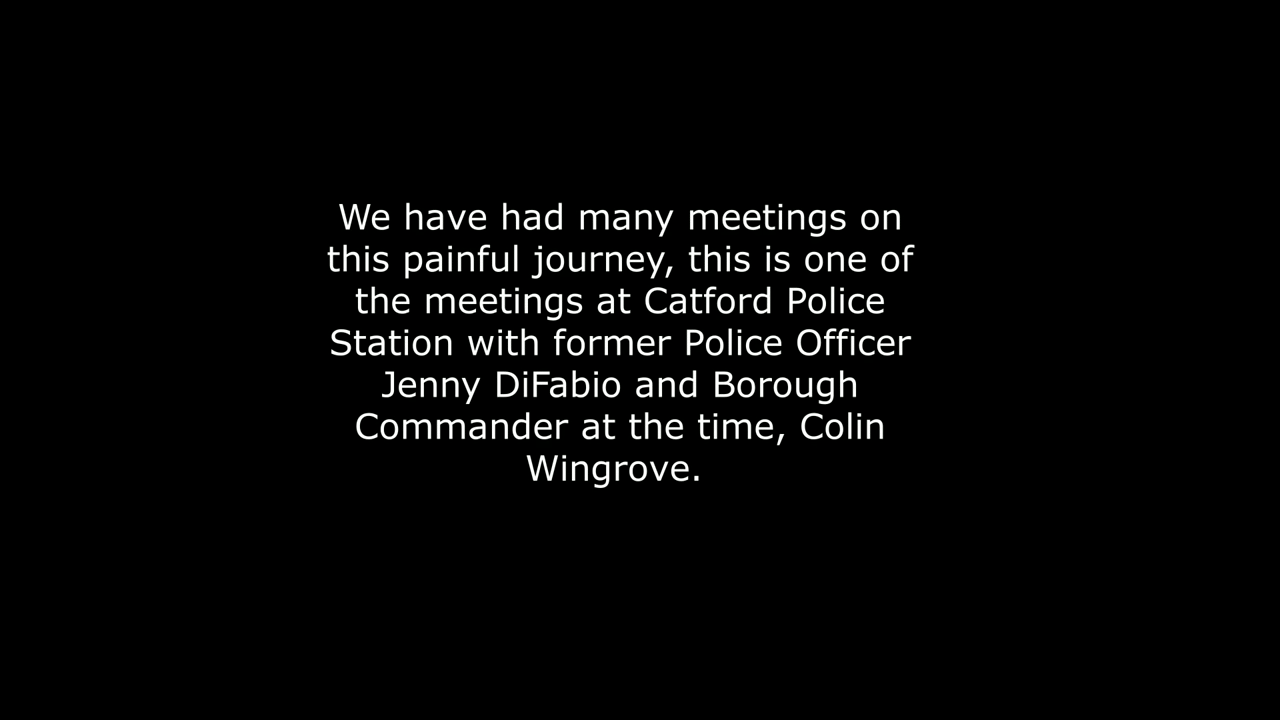 We have had many meetings on
this painful journey, this is one of
the meetings at Catford Police
Station with former Police Officer
Jenny DiFabio and Borough
Commander at the time, Colin
Wingrove.